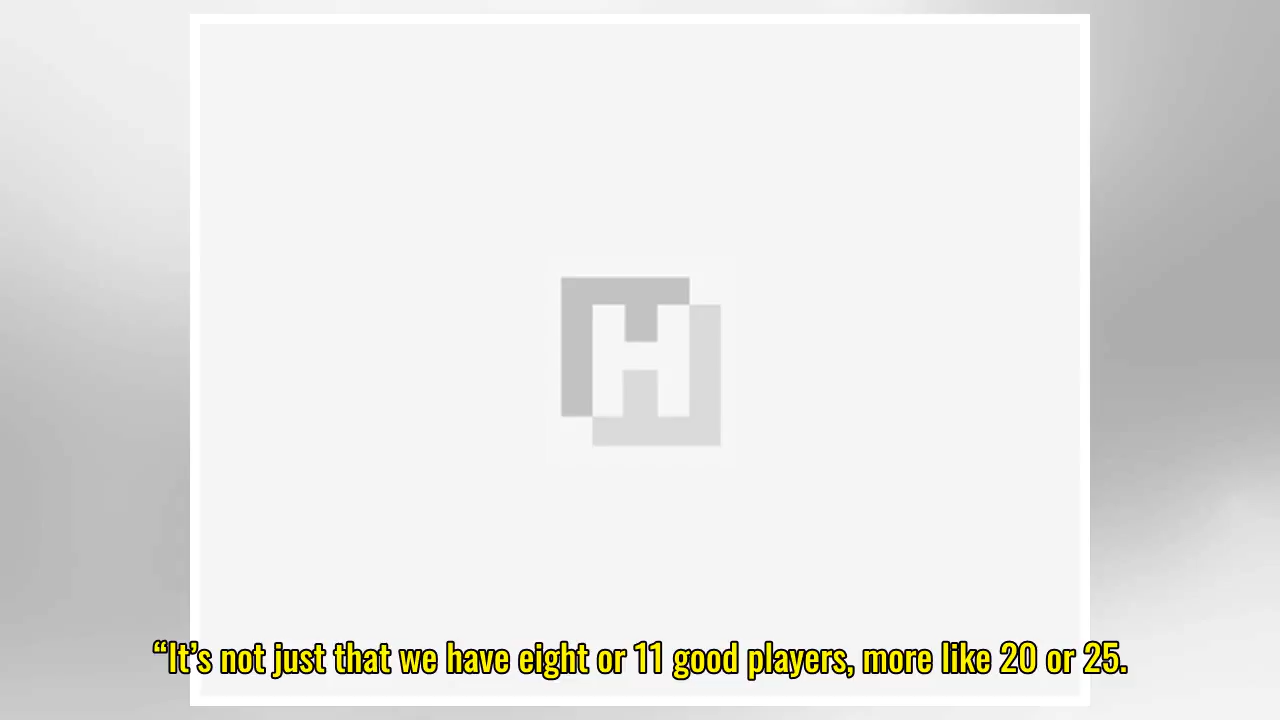 H
“It’s not just that we have eight or 11 good players, more like 20 or 25.